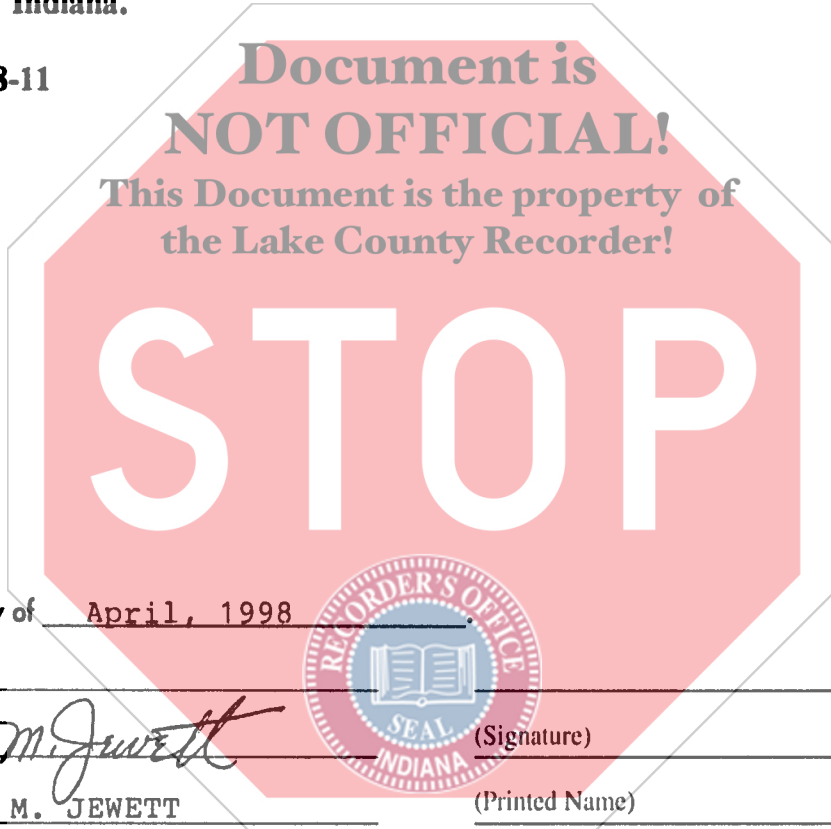 Indiana.
Document is
8-11
NOT OFFICIAL!
This Document is the property of
the Lake County Recorder!
STOP
of April, 1998.
RECORDER'S OFFICE
SEAL
INDIANA
M. Jewett
(Signature)
M. JEWETT
(Printed Name)